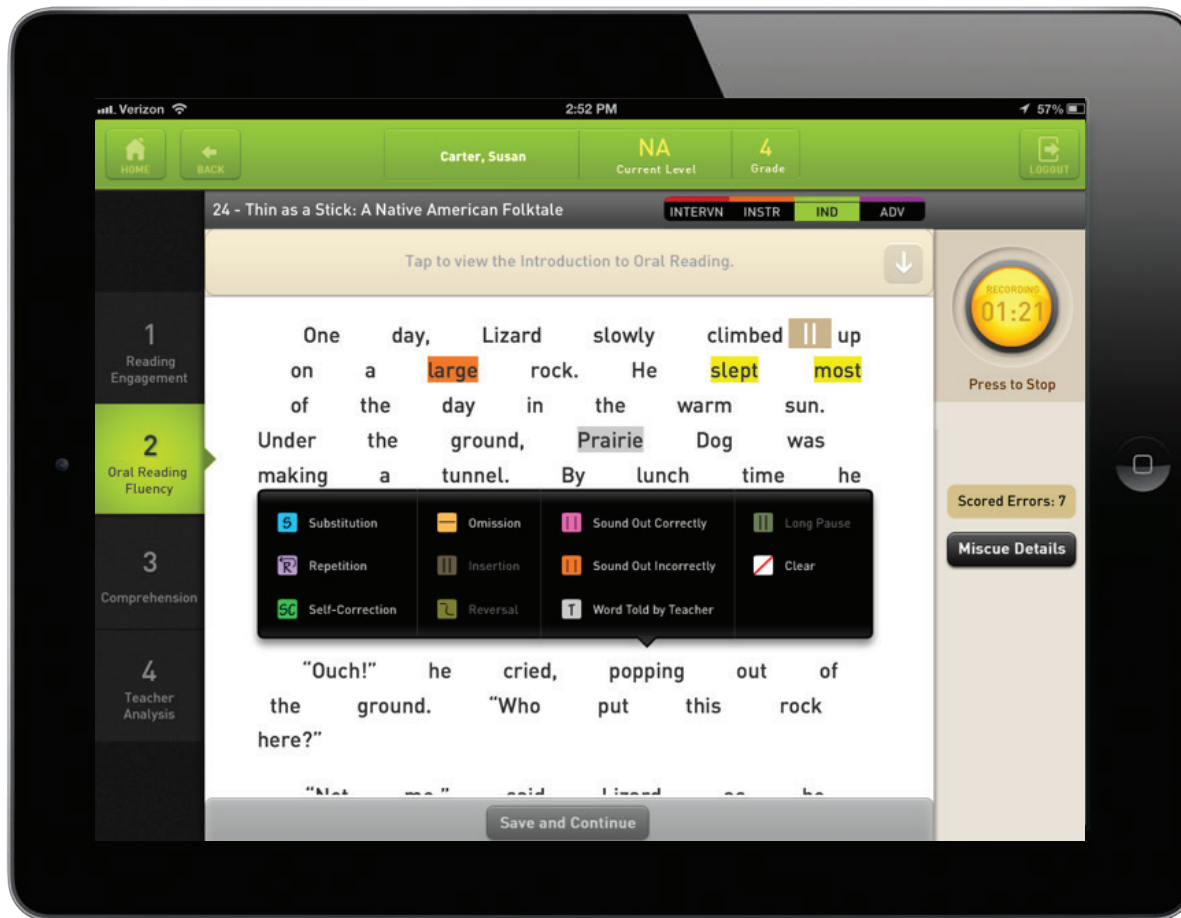 Verizon 2:52 PM 57%
HOME BACK Carter, Susan NA Current Level 4 Grade LOGOUT
24 - Thin as a Stick: A Native American Folktale INTERVN INSTR IND ADV
Tap to view the Introduction to Oral Reading.
RECORDING
01:21
Press to Stop
1
Reading
Engagement
2
Oral Reading
Fluency
3
Comprehension
4
Teacher
Analysis
One day, Lizard slowly climbed up
on a large rock. He slept most
of the day in the warm sun.
Under the ground, Prairie Dog was
making a tunnel. By lunch time he
S Substitution Omission Sound Out Correctly Long Pause
R Repetition Insertion Sound Out Incorrectly Clear
SC Self-Correction Reversal T Word Told by Teacher
“Ouch!” he cried, popping out of
the ground. “Who put this rock
here?”
“Not me,” said Lizard as he
Scored Errors: 7
Miscue Details
Save and Continue